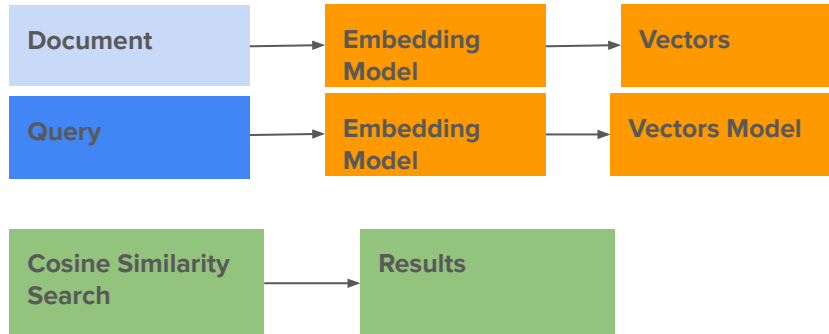 Document
Embedding
Model
Vectors
Query
Embedding
Model
Vectors Model
Cosine Similarity
Search
Results